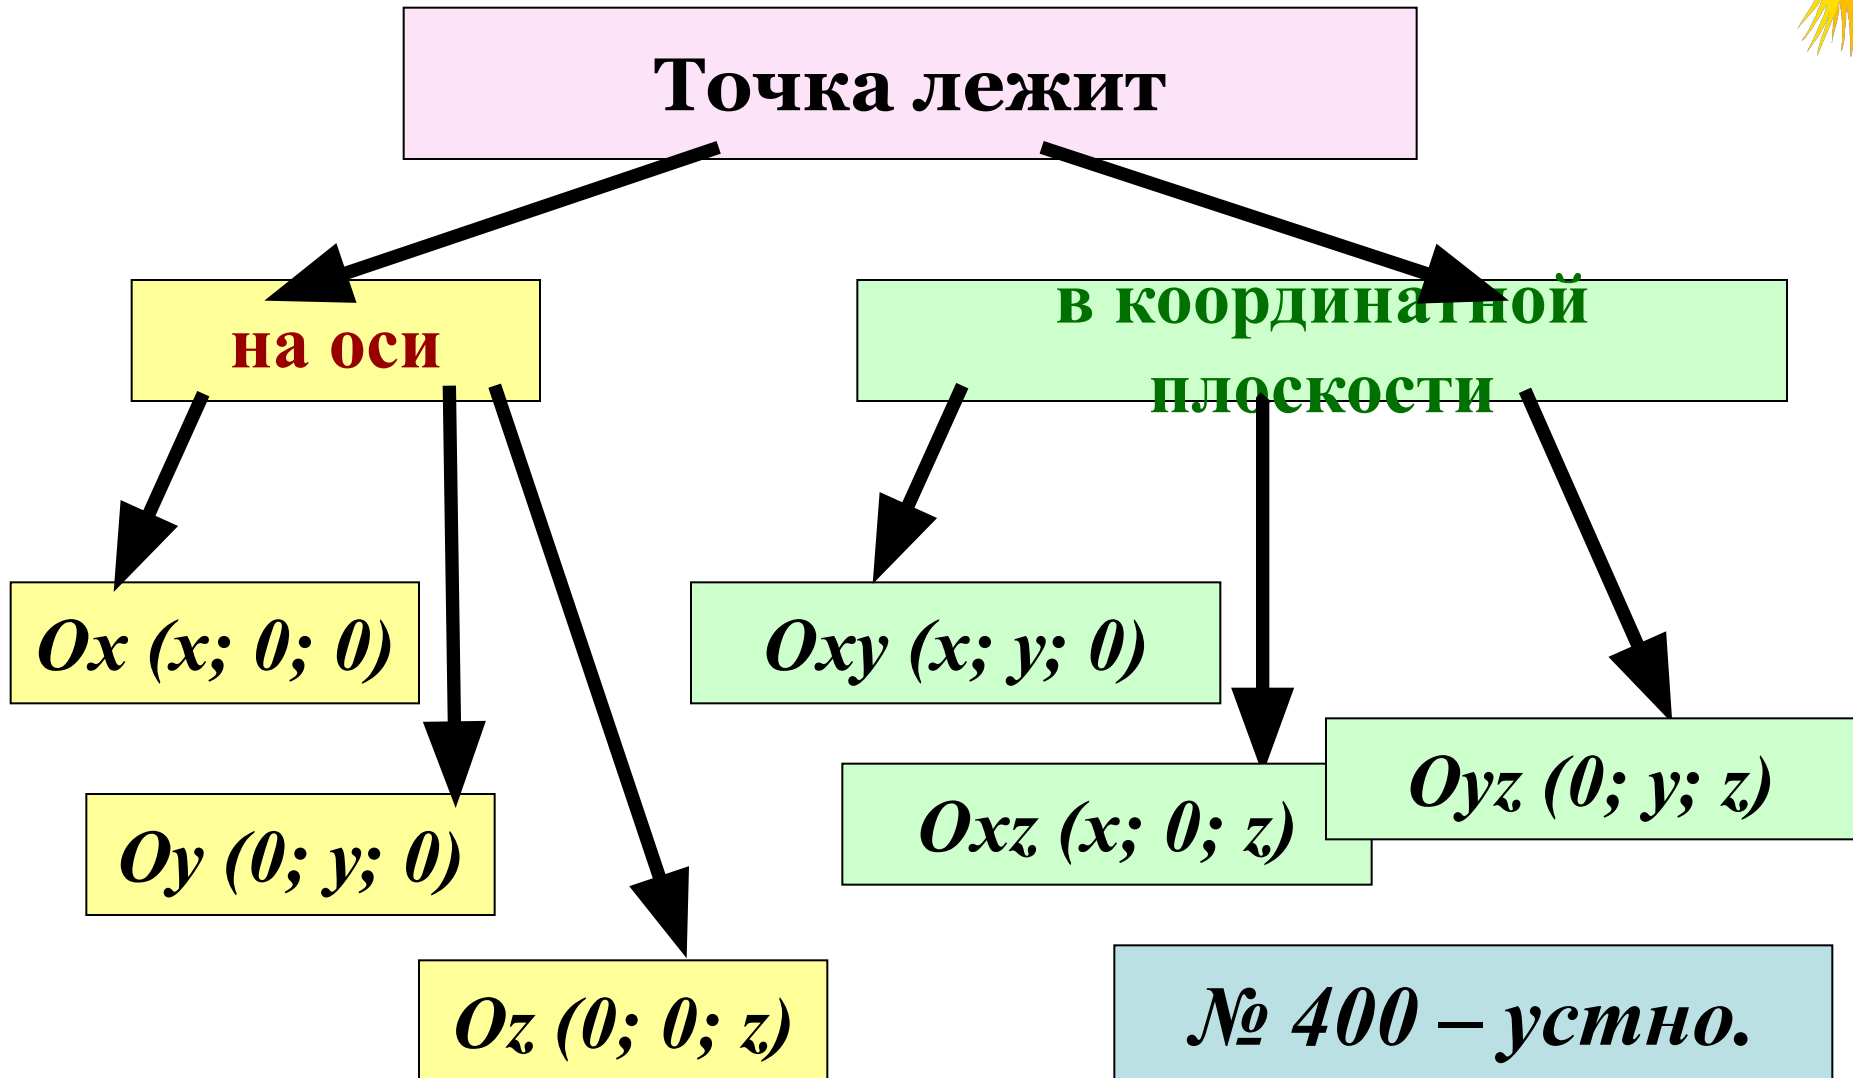 Точка лежит
на оси
в координатной
плоскости
Ox (x; 0; 0)
Oy (0; y; 0)
Oz (0; 0; z)
Oxy (x; y; 0)
Oxz (x; 0; z)
Oyz (0; y; z)
№ 400 – устно.